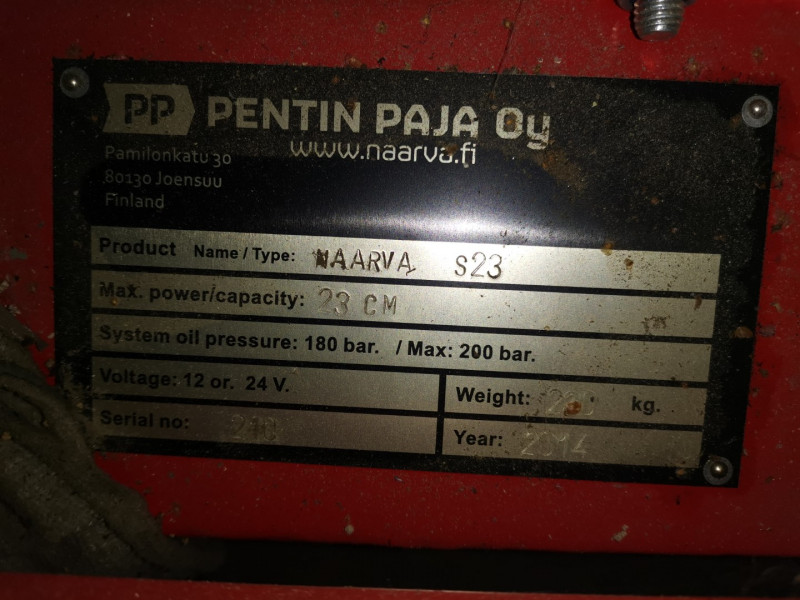 PP PENTIN PAJA Oy
www.naarva.fi
Pamilonkatu 30
80130 Joensuu
Finland
Product Name / Type: NAARVA S23
Max. power/capacity: 23 CM
System oil pressure: 180 bar. / Max: 200 bar.
Voltage: 12 or. 24 V.
Weight: kg.
Serial no: 210
Year: 2014